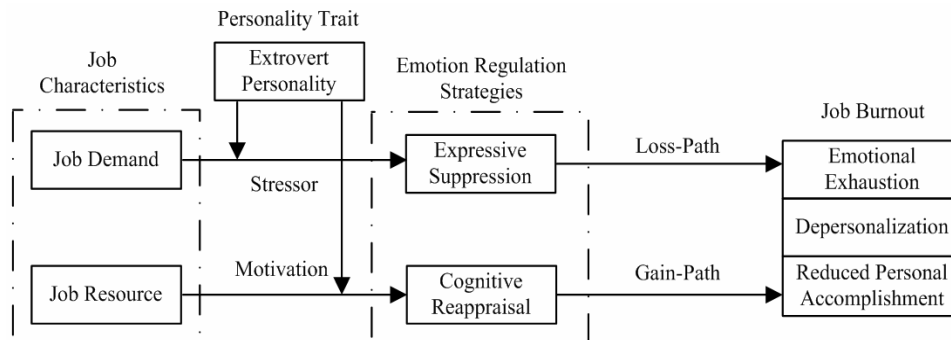 Personality Trait
Extrovert
Personality
Job
Characteristics
Emotion Regulation
Strategies
Job Burnout
Job Demand
Stressor
Expressive
Suppression
Loss-Path
Emotional
Exhaustion
Depersonalization
Job Resource
Motivation
Cognitive
Reappraisal
Gain-Path
Reduced Personal
Accomplishment